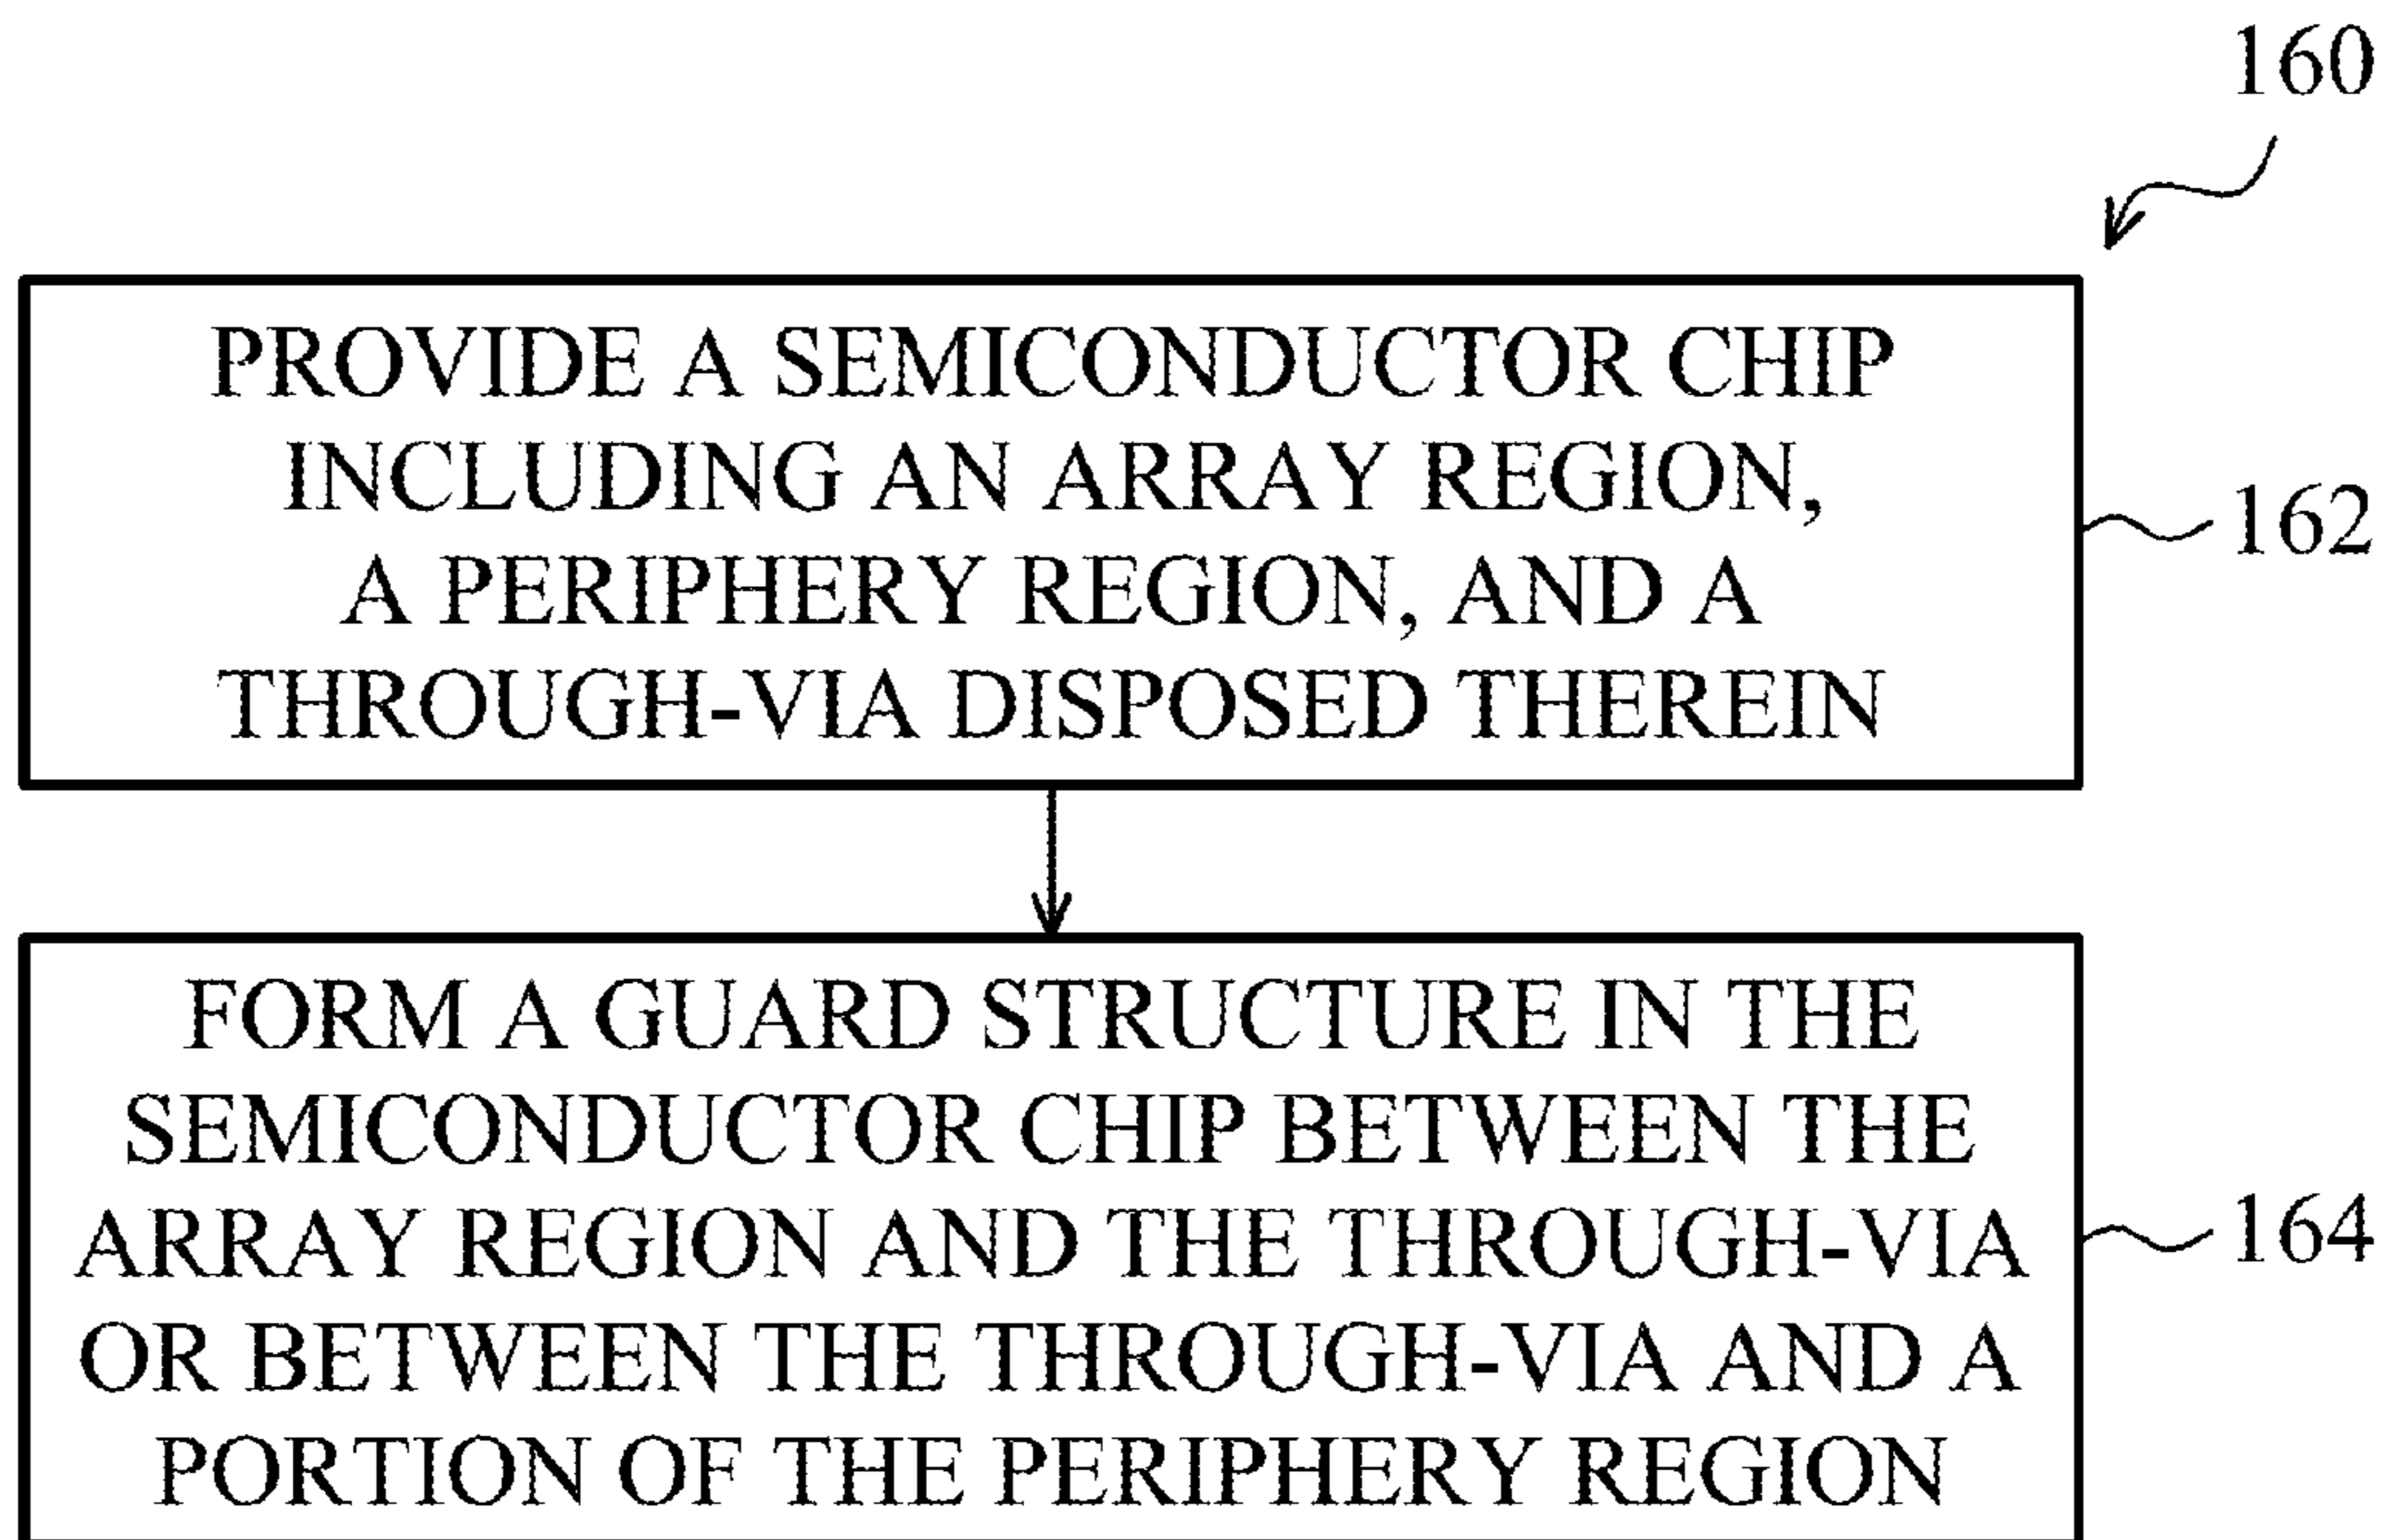 160
PROVIDE A SEMICONDUCTOR CHIP
INCLUDING AN ARRAY REGION,
A PERIPHERY REGION, AND A
THROUGH-VIA DISPOSED THEREIN
162
FORM A GUARD STRUCTURE IN THE
SEMICONDUCTOR CHIP BETWEEN THE
ARRAY REGION AND THE THROUGH-VIA
OR BETWEEN THE THROUGH-VIA AND A
PORTION OF THE PERIPHERY REGION
164